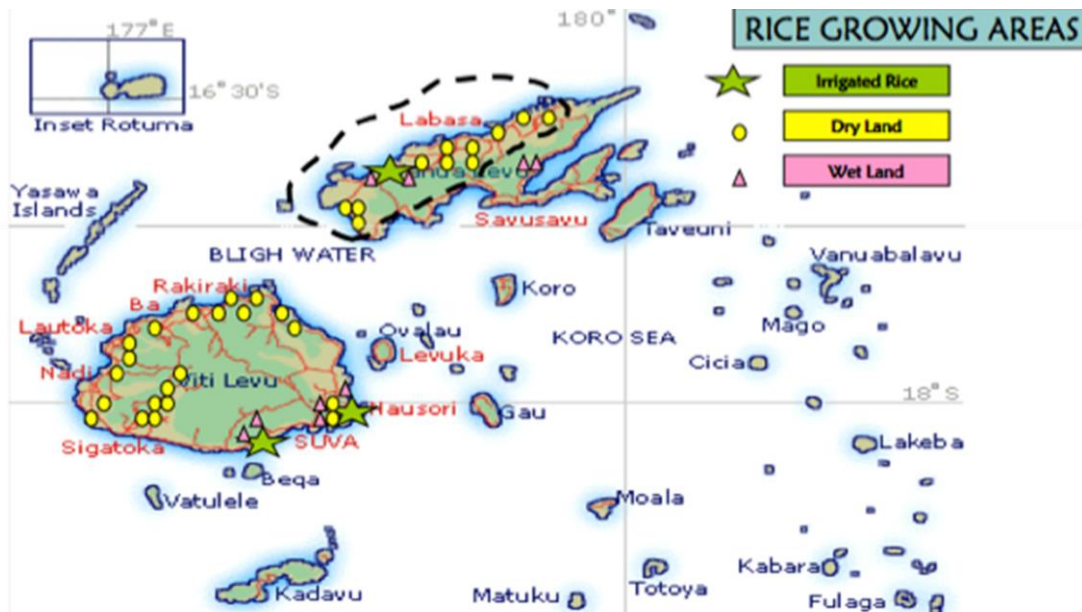 177°E
180°
RICE GROWING AREAS
16°30'S
Inset Rotuma
Irrigated Rice
Dry Land
Wet Land
Labasa
Yasawa
Islands
Savusavu
Taveuni
BLIGH WATER
Vanuabalavu
Rakiraki
Koro
Ba
Lautoka
Ovalau
KORO SEA
Mago
Levuka
Cicia
Nadi
Viti Levu
18°S
Nausori
Gau
Sigatoka
SUVA
Lakeba
Beqa
Vatulele
Moala
Kabara
Totoya
Kadavu
Matuku
Fulaga